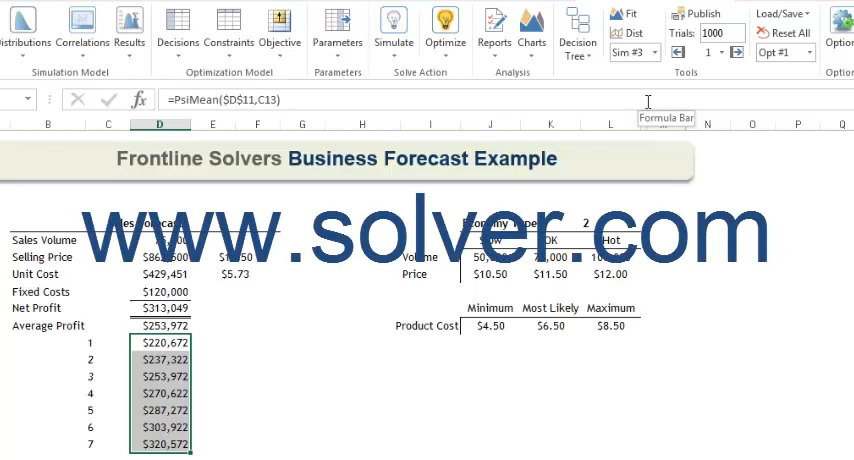 Fit Publish Load/Save
Dist Trials: 1000 Reset All
Distributions Correlations Results Decisions Constraints Objective Parameters Simulate Optimize Reports Charts Decision Tree Sim #3 1 Opt #1
Simulation Model Optimization Model Parameters Solve Action Analysis Tools
fx =PsiMean($D$11,C13)
Formula Bar
B C D E F G H I J K L N O P Q
Frontline Solvers Business Forecast Example
www.solver.com
Economy Type 2
Sales Volume Slow OK Hot
Selling Price Volume
Unit Cost $429,451 $5.73 Price $10.50 $11.50 $12.00
Fixed Costs $120,000
Net Profit $313,049 Minimum Most Likely Maximum
Average Profit $253,972 Product Cost $4.50 $6.50 $8.50
1 $220,672
2 $237,322
3 $253,972
4 $270,622
5 $287,272
6 $303,922
7 $320,572